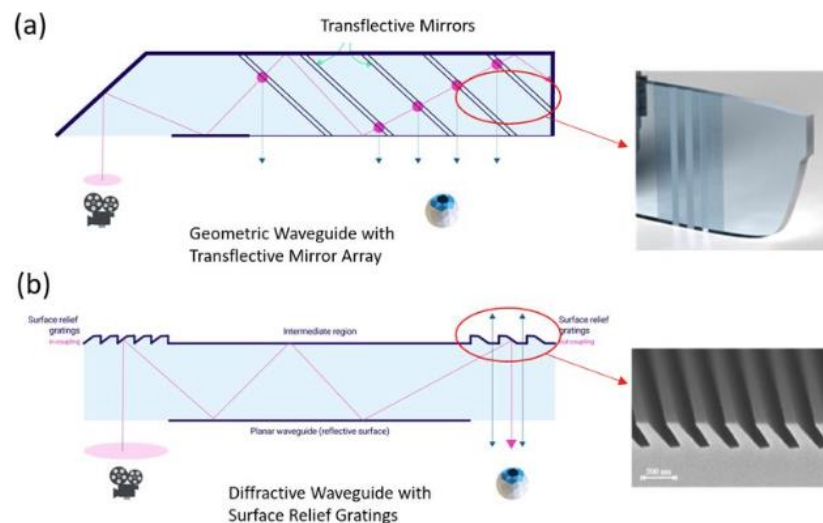 (a)
Transflective Mirrors
Geometric Waveguide with
Transflective Mirror Array
(b)
Surface relief
gratings
in-coupling
Intermediate region
Surface relief
gratings
out-coupling
Planar waveguide (reflective surface)
Diffractive Waveguide with
Surface Relief Gratings